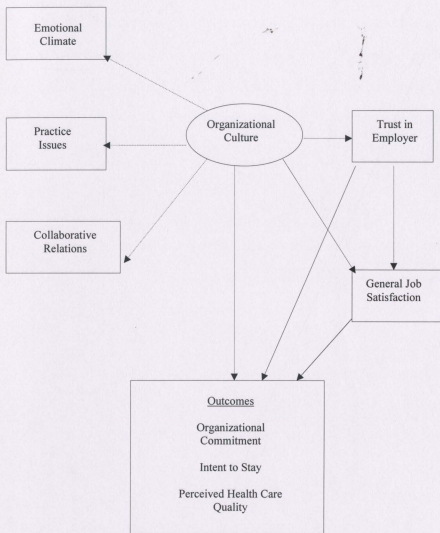 Emotional
Climate
Organizational
Culture
Trust in
Employer
Practice
Issues
Collaborative
Relations
General Job
Satisfaction
Outcomes
Organizational
Commitment
Intent to Stay
Perceived Health Care
Quality